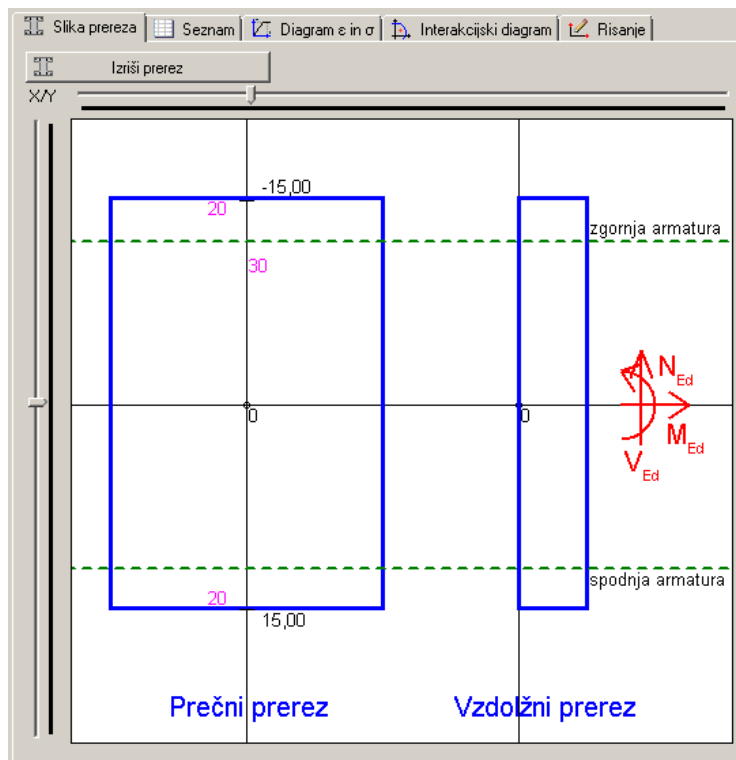 Slika prereza
Seznam
Diagram ε in σ
Interakcijski diagram
Risanje
Izriši prerez
X/Y
-15,00
20
zgornja armatura
30
N Ed
0
0
M Ed
V Ed
spodnja armatura
20
15,00
Prečni prerez
Vzdolžni prerez